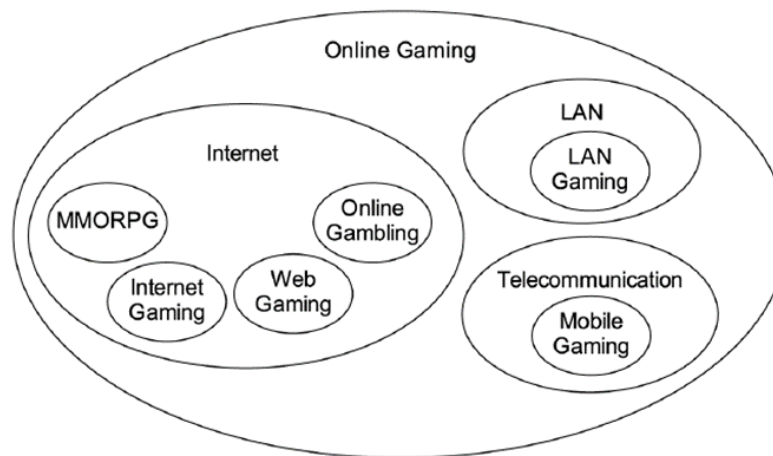 Online Gaming
LAN
LAN
Gaming
Internet
MMORPG
Online
Gambling
Internet
Gaming
Web
Gaming
Telecommunication
Mobile
Gaming